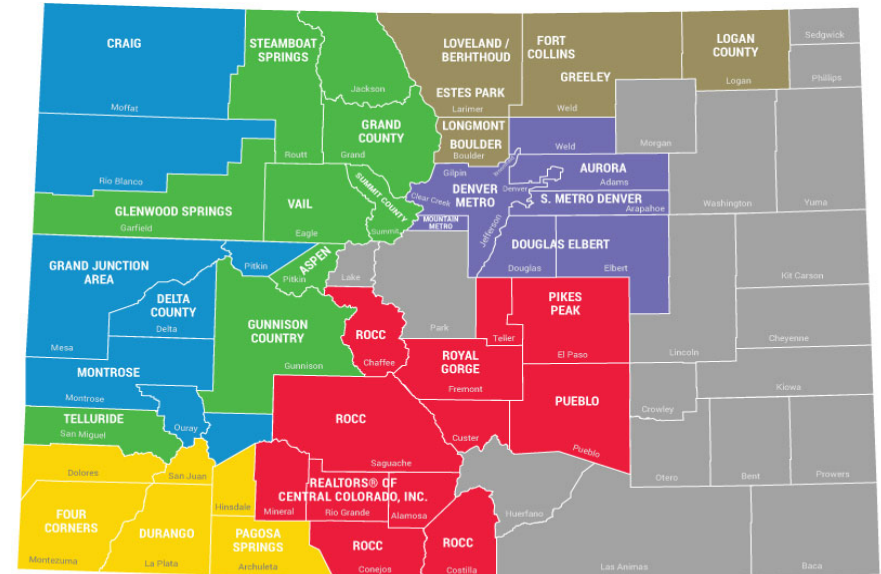 CRAIG
Moffat
STEAMBOAT
SPRINGS
Routt
Jackson
LOVELAND /
BERHTHOUD
ESTES PARK
Larimer
FORT
COLLINS
GREELEY
Weld
LOGAN
COUNTY
Logan
Sedgwick
Phillips
Rio Blanco
GRAND
COUNTY
Grand
LONGMONT
BOULDER
Boulder
Weld
Morgan
Washington
Yuma
GLENWOOD SPRINGS
Garfield
VAIL
Eagle
SUMMIT COUNTY
Summit
Gilpin
Clear Creek
DENVER
METRO
MOUNTAIN
METRO
Jefferson
Denver
AURORA
Adams
S. METRO DENVER
Arapahoe
GRAND JUNCTION
AREA
Mesa
Pitkin
ASPEN
Pitkin
Lake
Park
DOUGLAS ELBERT
Douglas
Elbert
Kit Carson
DELTA
COUNTY
Delta
GUNNISON
COUNTRY
Gunnison
ROCC
Chaffee
Teller
PIKES
PEAK
El Paso
Lincoln
Cheyenne
MONTROSE
Montrose
ROYAL
GORGE
Fremont
Kiowa
TELLURIDE
San Miguel
Ouray
ROCC
Saguache
Custer
PUEBLO
Pueblo
Crowley
Otero
Bent
Prowers
Dolores
San Juan
Hinsdale
REALTORS® OF
CENTRAL COLORADO, INC.
Mineral
Rio Grande
Alamosa
Huerfano
FOUR
CORNERS
Montezuma
DURANGO
La Plata
PAGOSA
SPRINGS
Archuleta
ROCC
Conejos
ROCC
Costilla
Las Animas
Baca